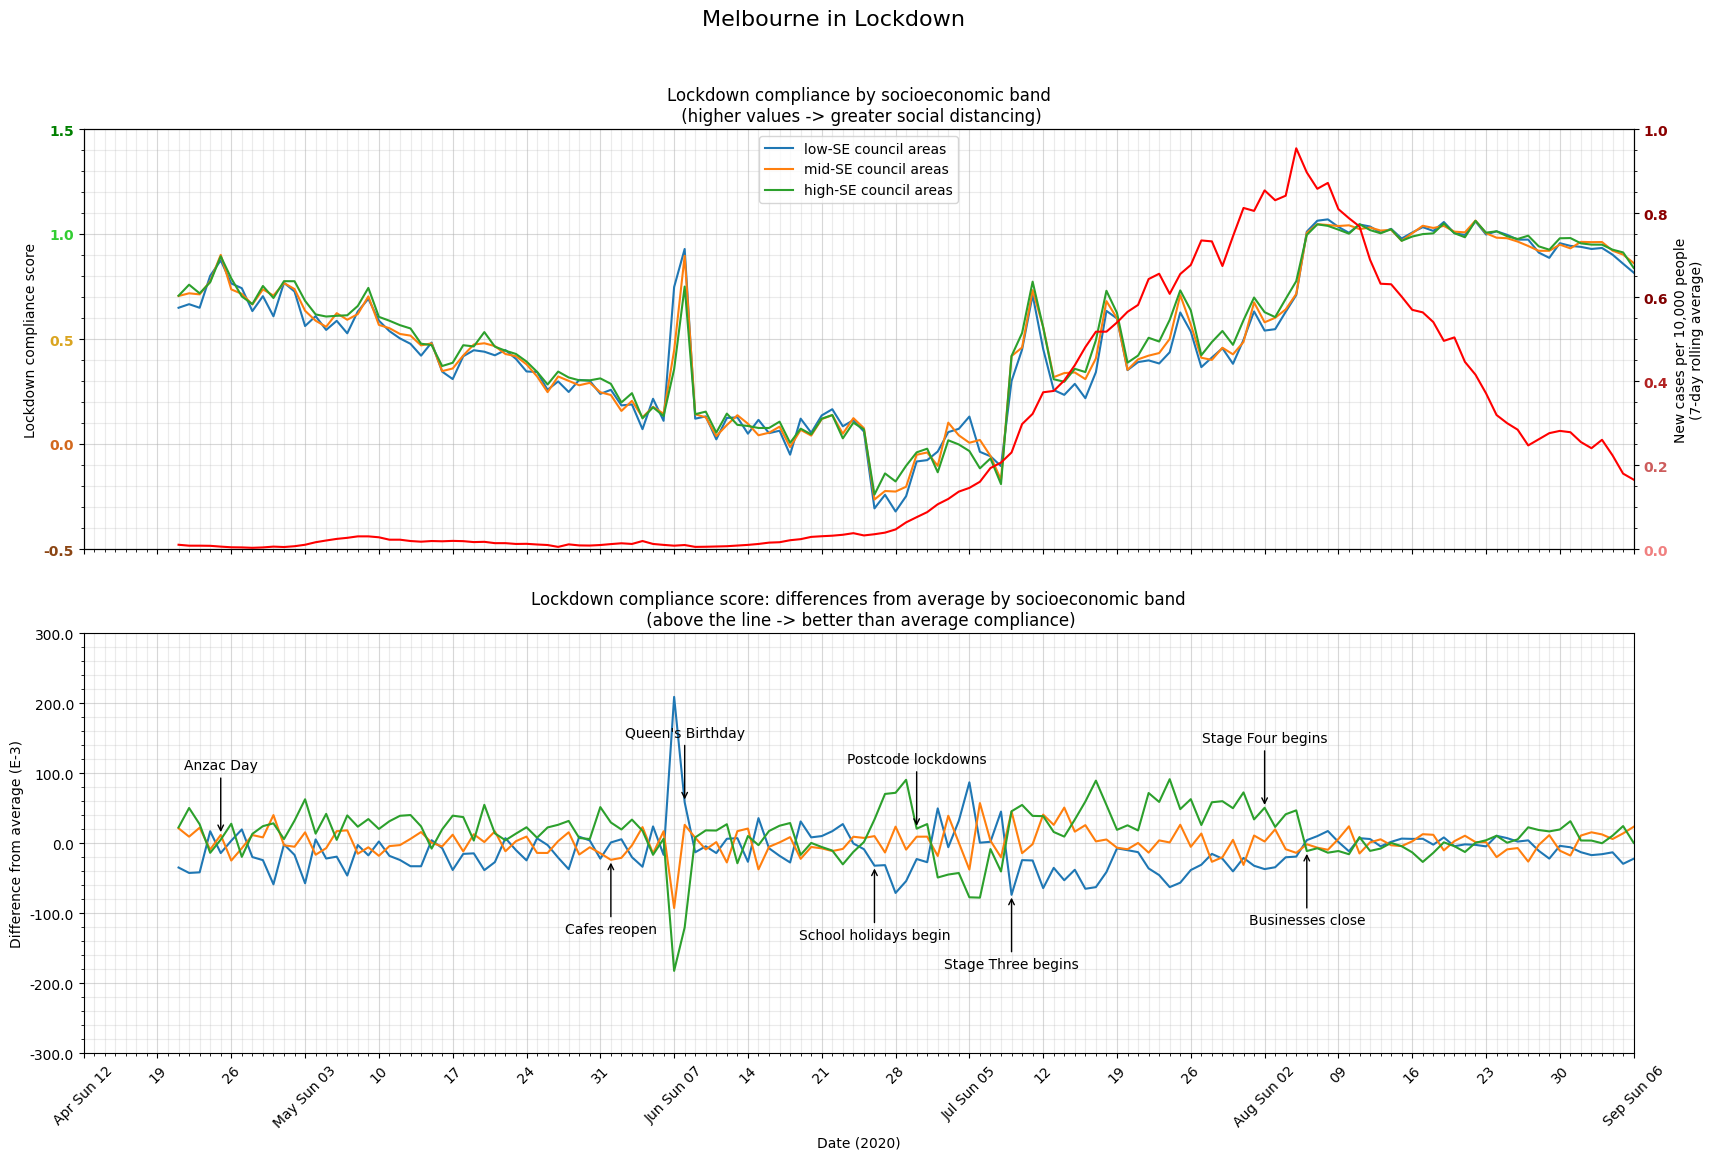 Melbourne in Lockdown
Lockdown compliance by socioeconomic band
(higher values -> greater social distancing)
low-SE council areas
mid-SE council areas
high-SE council areas
Lockdown compliance score
1.5
1.0
0.5
0.0
-0.5
New cases per 10,000 people
(7-day rolling average)
1.0
0.8
0.6
0.4
0.2
0.0
Lockdown compliance score: differences from average by socioeconomic band
(above the line -> better than average compliance)
Difference from average (E-3)
300.0
200.0
100.0
0.0
-100.0
-200.0
-300.0
Queen's Birthday
Stage Four begins
Postcode lockdowns
Anzac Day
Businesses close
Cafes reopen
School holidays begin
Stage Three begins
Apr Sun 12
19
26
May Sun 03
10
17
24
31
Jun Sun 07
14
21
28
Jul Sun 05
12
19
26
Aug Sun 02
09
16
23
30
Sep Sun 06
Date (2020)